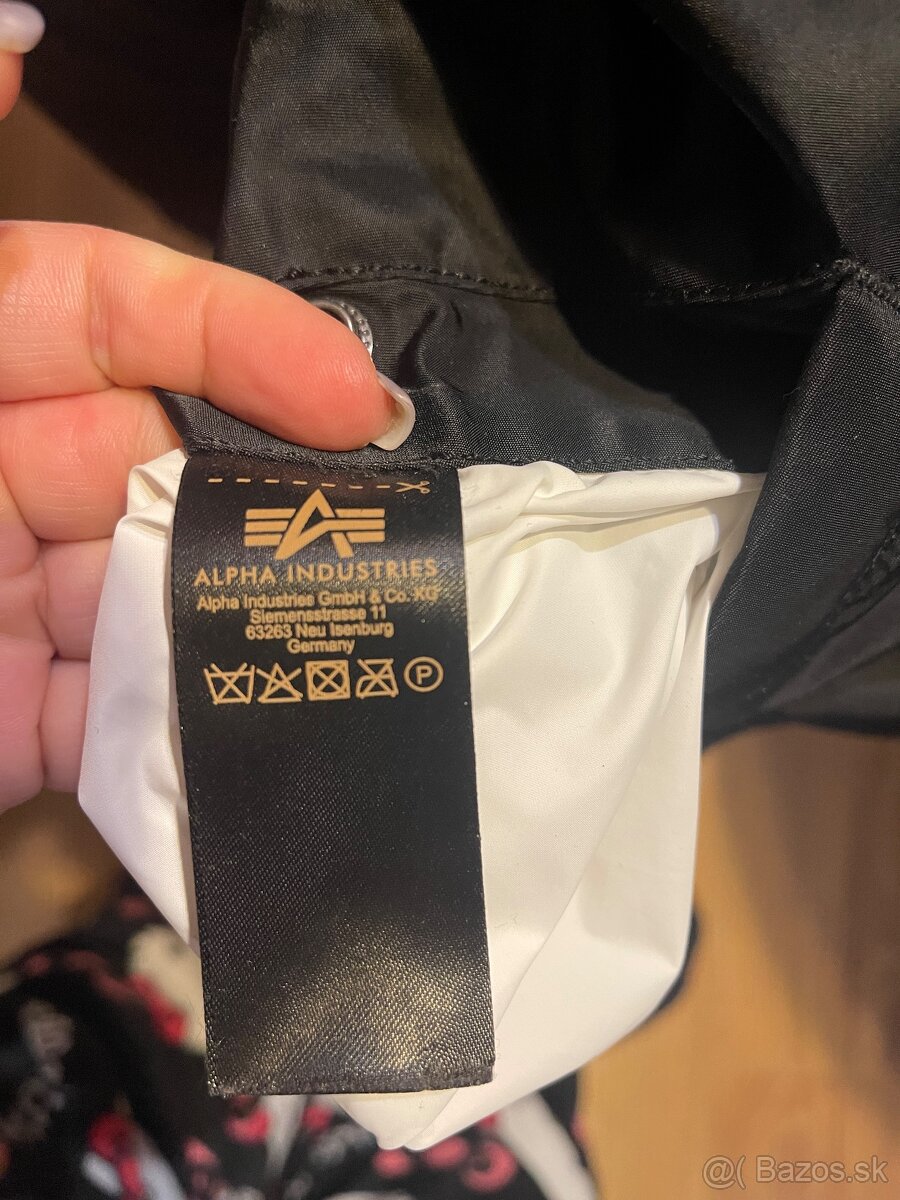 ALPHA INDUSTRIES
Alpha Industries GmbH & Co. KG
Siemensstrasse 11
63263 Neu Isenburg
Germany
P
@( Bazos.sk